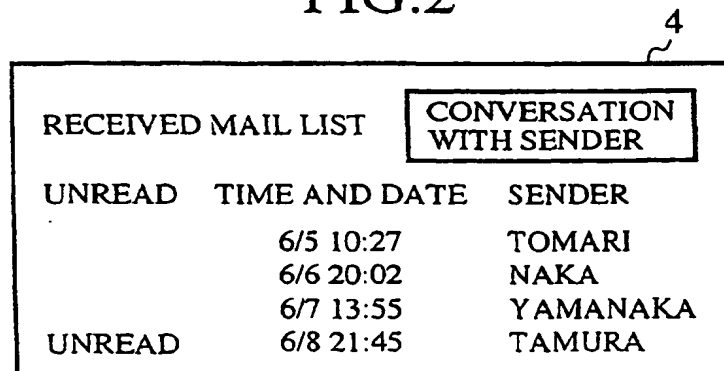 FIG.2
4
RECEIVED MAIL LIST
CONVERSATION
WITH SENDER
UNREAD TIME AND DATE SENDER
6/5 10:27 TOMARI
6/6 20:02 NAKA
6/7 13:55 YAMANAKA
UNREAD 6/8 21:45 TAMURA